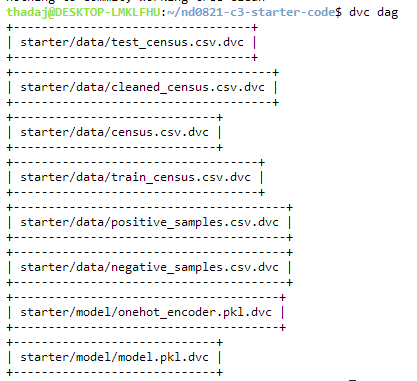 nothing to commit, working tree clean
thadaj@DESKTOP-LMKLFHU:~/nd0821-c3-starter-code$ dvc dag
+-------------------------------+
| starter/data/test_census.csv.dvc |
+-------------------------------+
+----------------------------------+
| starter/data/cleaned_census.csv.dvc |
+----------------------------------+
+---------------------------+
| starter/data/census.csv.dvc |
+---------------------------+
+--------------------------------+
| starter/data/train_census.csv.dvc |
+--------------------------------+
+------------------------------------+
| starter/data/positive_samples.csv.dvc |
+------------------------------------+
+------------------------------------+
| starter/data/negative_samples.csv.dvc |
+------------------------------------+
+-----------------------------------+
| starter/model/onehot_encoder.pkl.dvc |
+-----------------------------------+
+---------------------------+
| starter/model/model.pkl.dvc |
+---------------------------+